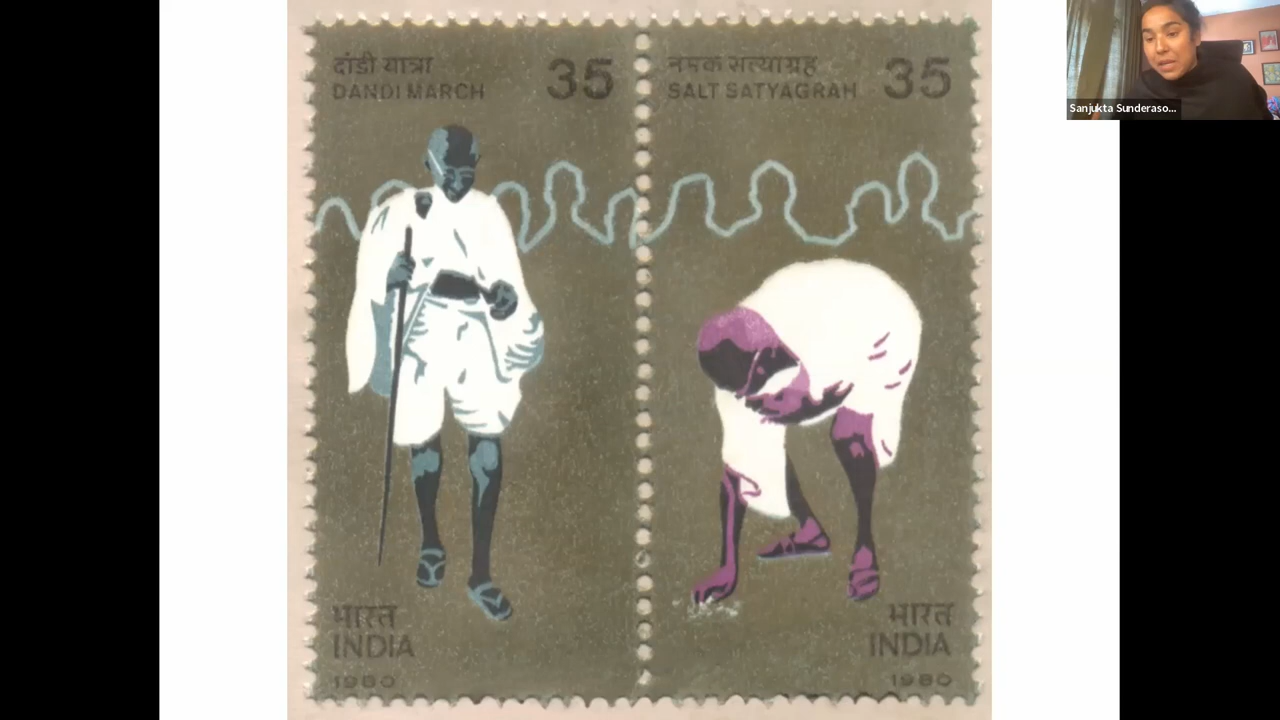 दांडी यात्रा
DANDI MARCH
35
नमक सत्याग्रह
SALT SATYAGRAH
35
भारत
INDIA
1980
भारत
INDIA
1980
Sanjukta Sunderaso...